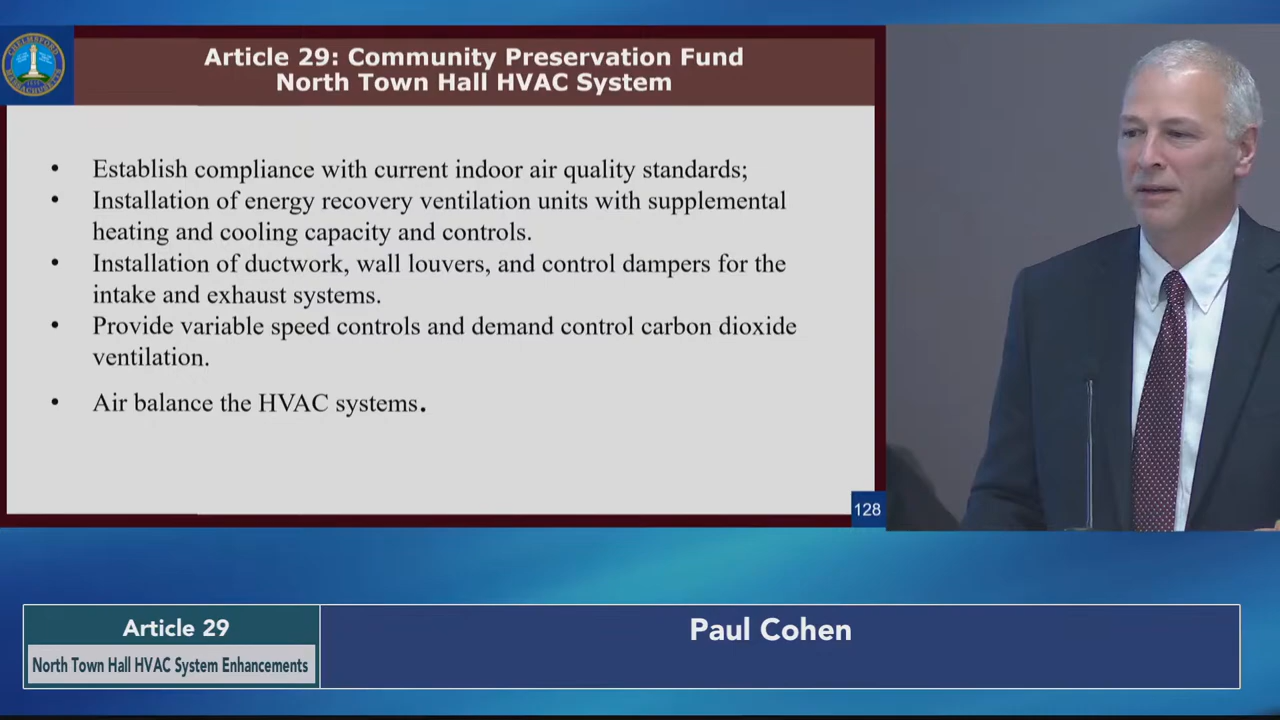 Article 29: Community Preservation Fund
North Town Hall HVAC System
• Establish compliance with current indoor air quality standards;
• Installation of energy recovery ventilation units with supplemental
heating and cooling capacity and controls.
• Installation of ductwork, wall louvers, and control dampers for the
intake and exhaust systems.
• Provide variable speed controls and demand control carbon dioxide
ventilation.
• Air balance the HVAC systems.
128
Article 29
North Town Hall HVAC System Enhancements
Paul Cohen